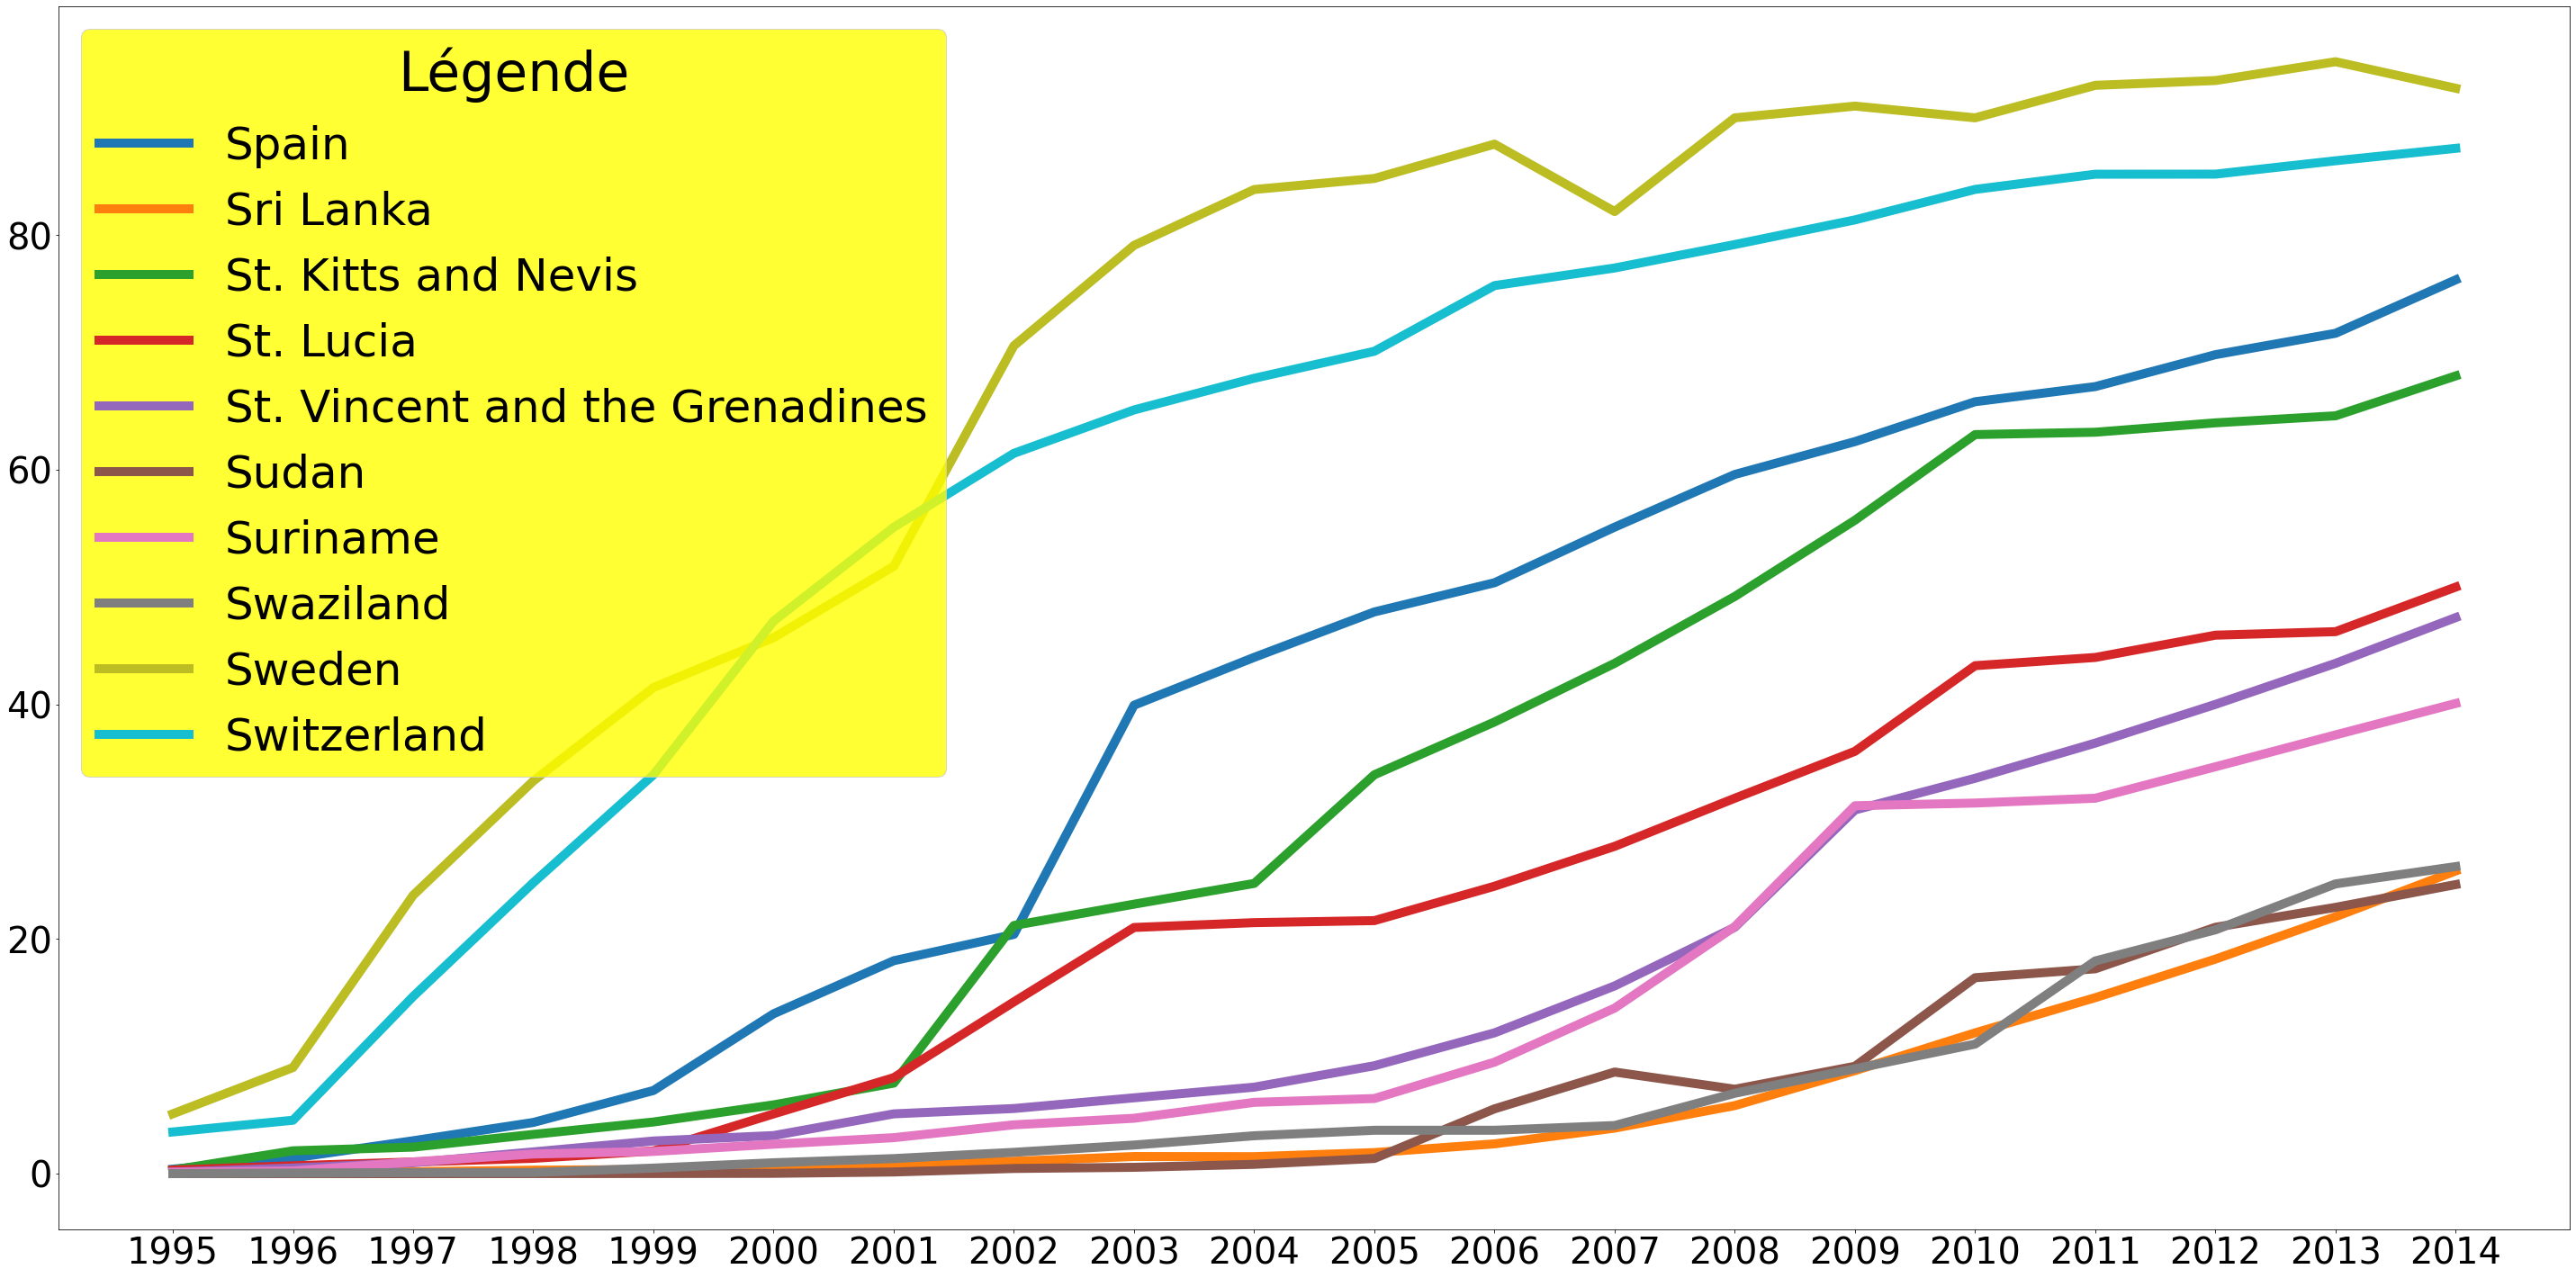 Légende
Spain
Sri Lanka
St. Kitts and Nevis
St. Lucia
St. Vincent and the Grenadines
Sudan
Suriname
Swaziland
Sweden
Switzerland
80
60
40
20
0
1995 1996 1997 1998 1999 2000 2001 2002 2003 2004 2005 2006 2007 2008 2009 2010 2011 2012 2013 2014